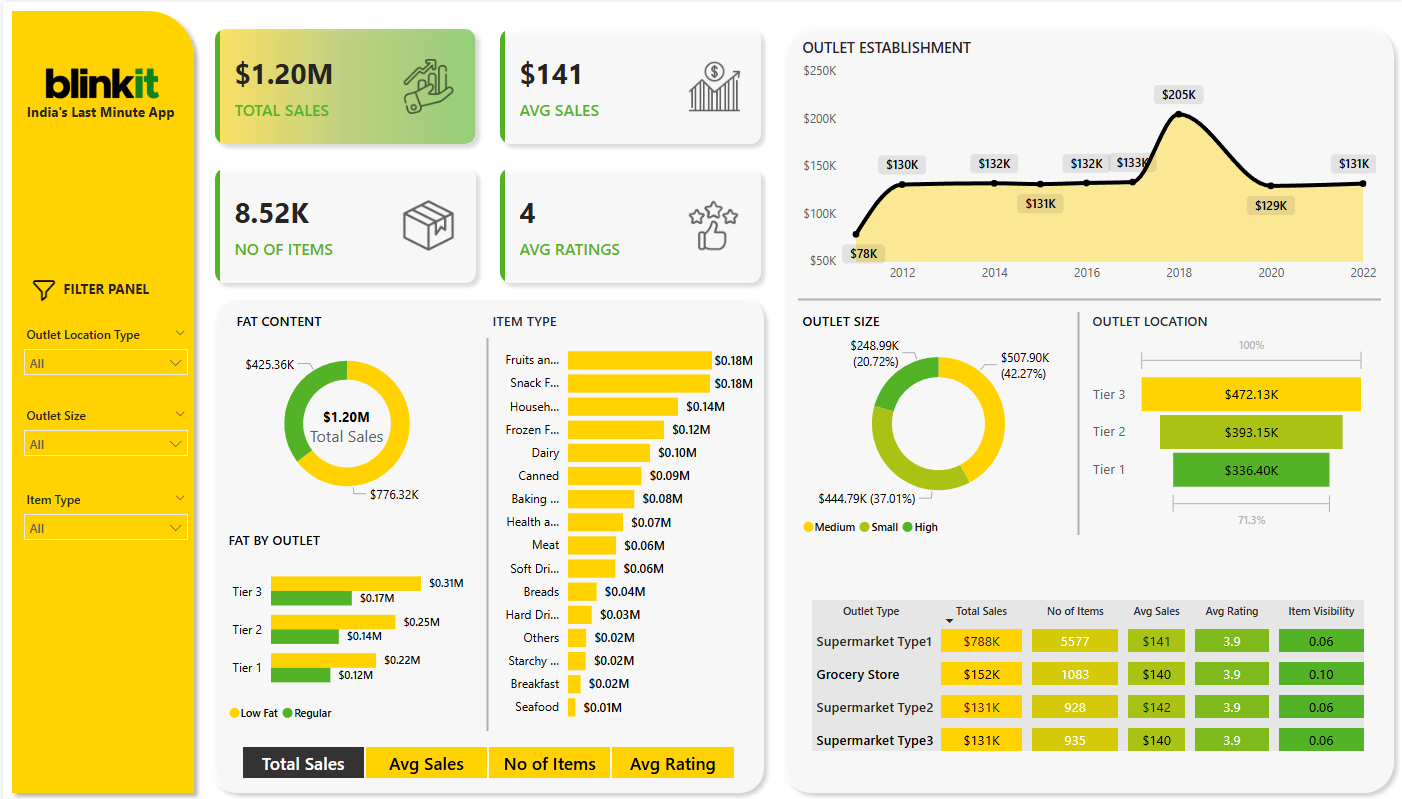 blinkit
India's Last Minute App
FILTER PANEL
Outlet Location Type
All
Outlet Size
All
Item Type
All
$1.20M
TOTAL SALES
$141
AVG SALES
8.52K
NO OF ITEMS
4
AVG RATINGS
FAT CONTENT
$425.36K
$1.20M
Total Sales
$776.32K
FAT BY OUTLET
Tier 3 $0.31M
$0.17M
Tier 2 $0.25M
$0.14M
Tier 1 $0.22M
$0.12M
Low Fat Regular
ITEM TYPE
Fruits an... $0.18M
Snack F... $0.18M
Househ... $0.14M
Frozen F... $0.12M
Dairy $0.10M
Canned $0.09M
Baking ... $0.08M
Health a... $0.07M
Meat $0.06M
Soft Dri... $0.06M
Breads $0.04M
Hard Dri... $0.03M
Others $0.02M
Starchy ... $0.02M
Breakfast $0.02M
Seafood $0.01M
Total Sales Avg Sales No of Items Avg Rating
OUTLET ESTABLISHMENT
$250K
$200K
$150K
$100K
$50K
$78K
$130K
$132K
$131K
$132K
$133K
$205K
$129K
$131K
2012 2014 2016 2018 2020 2022
OUTLET SIZE
$248.99K
(20.72%)
$507.90K
(42.27%)
$444.79K (37.01%)
Medium Small High
OUTLET LOCATION
100%
Tier 3 $472.13K
Tier 2 $393.15K
Tier 1 $336.40K
71.3%
Outlet Type Total Sales No of Items Avg Sales Avg Rating Item Visibility
Supermarket Type1 $788K 5577 $141 3.9 0.06
Grocery Store $152K 1083 $140 3.9 0.10
Supermarket Type2 $131K 928 $142 3.9 0.06
Supermarket Type3 $131K 935 $140 3.9 0.06